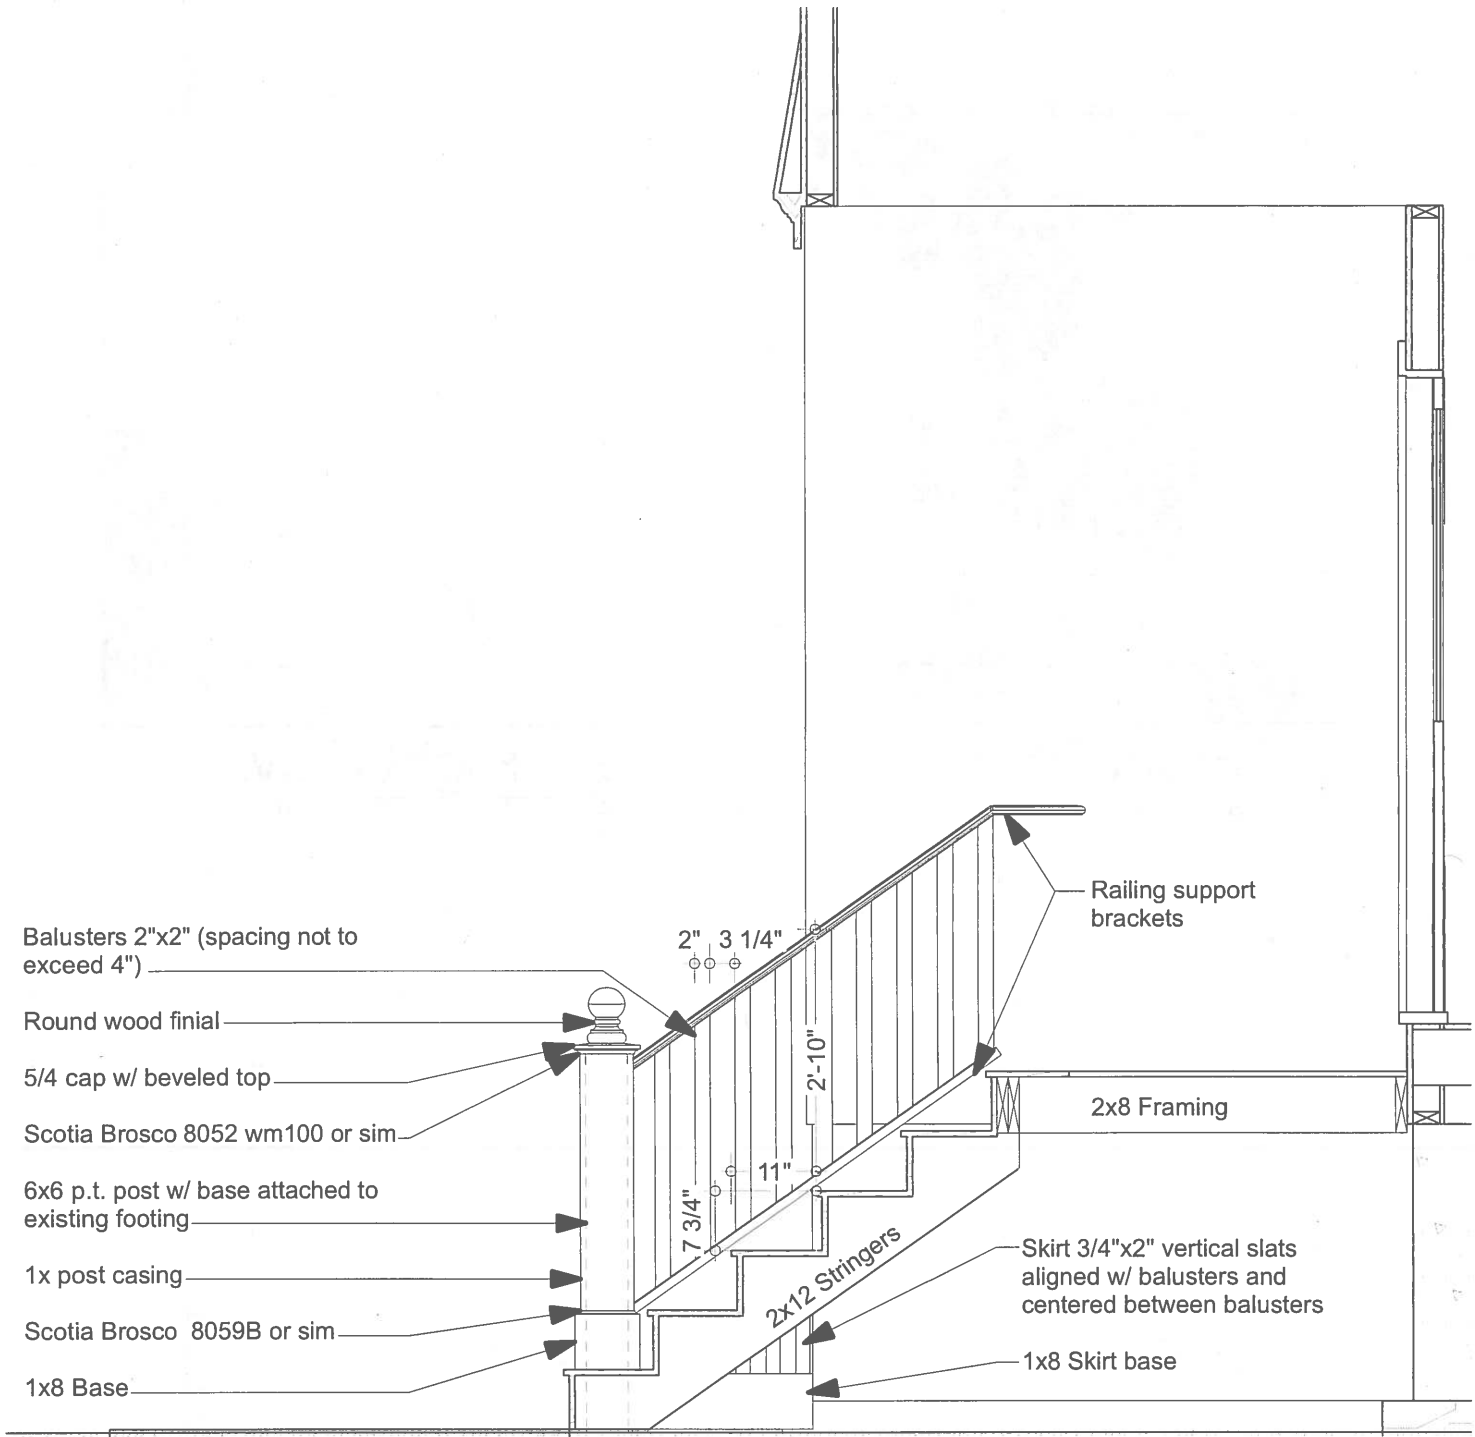 Balusters 2"x2" (spacing not to
exceed 4")
Round wood finial
5/4 cap w/ beveled top
Scotia Brosco 8052 wm100 or sim
6x6 p.t. post w/ base attached to
existing footing
1x post casing
Scotia Brosco 8059B or sim
1x8 Base
2" 3 1/4"
2'-10"
11"
7 3/4"
2x12 Stringers
Railing support
brackets
2x8 Framing
Skirt 3/4"x2" vertical slats
aligned w/ balusters and
centered between balusters
1x8 Skirt base